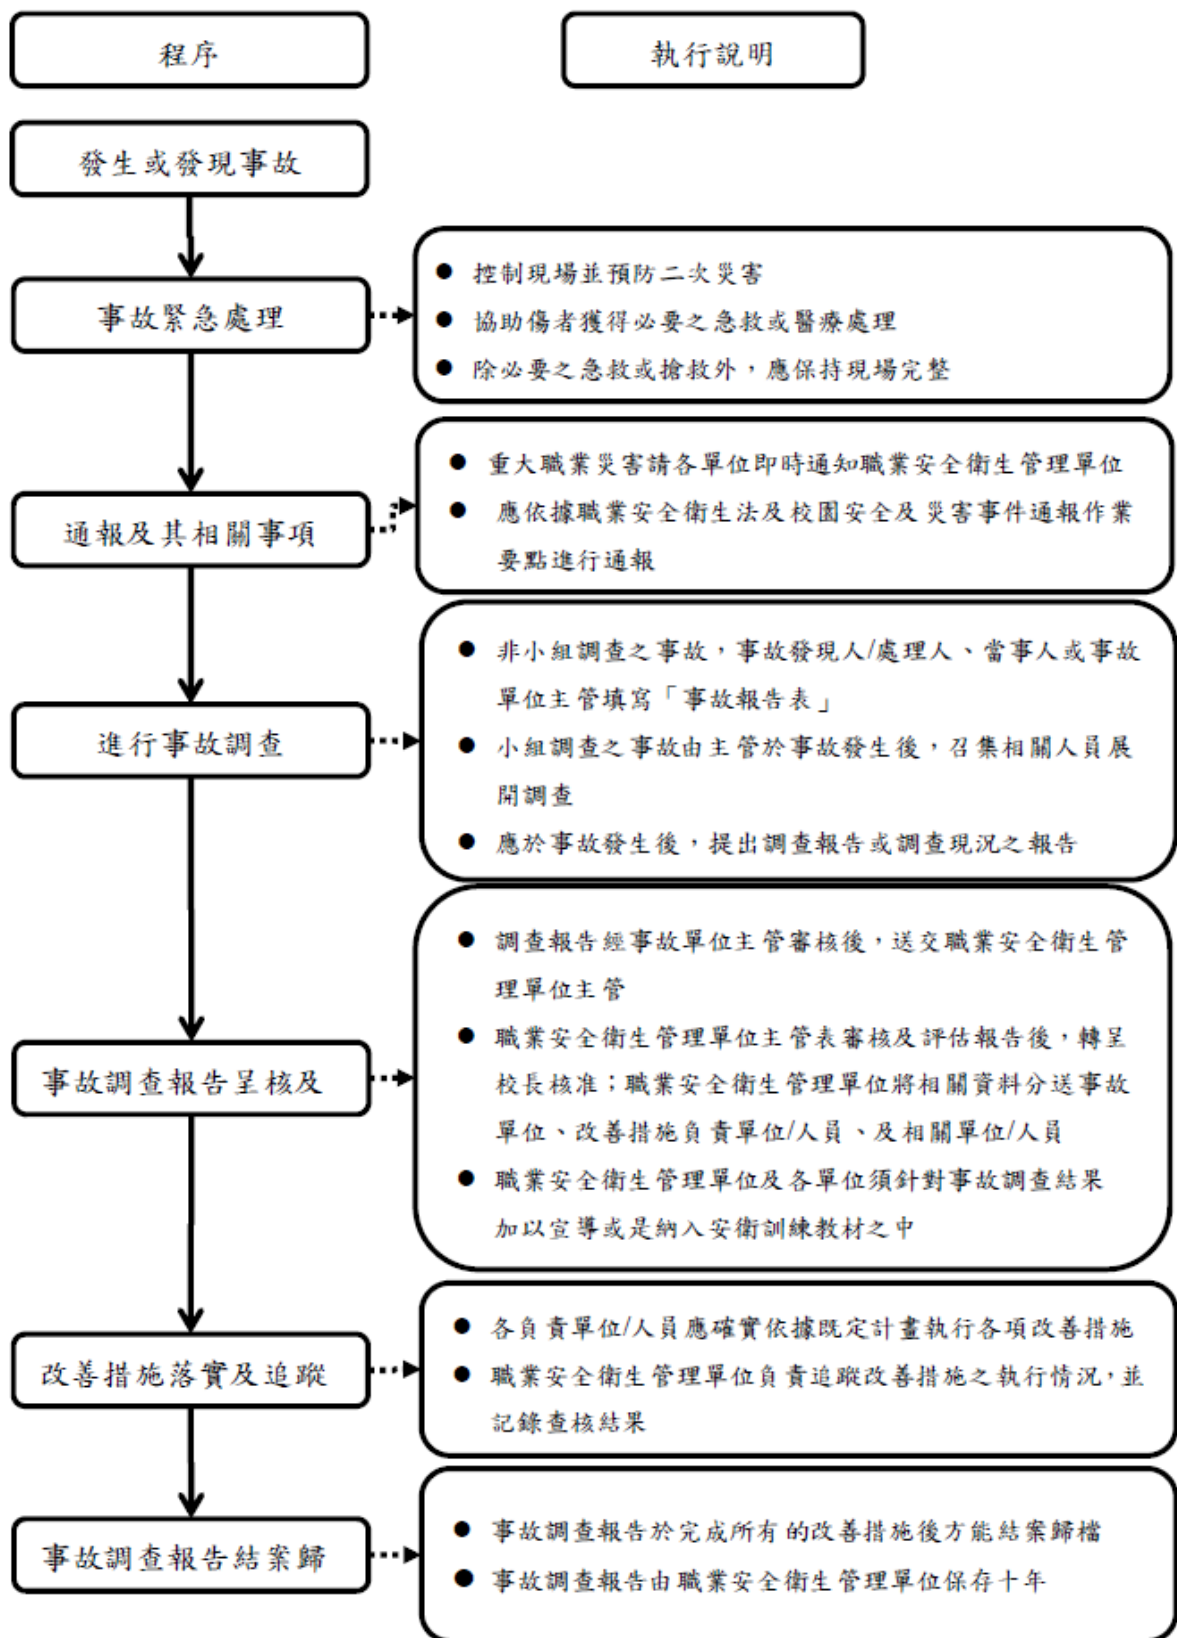 程序
執行說明
發生或發現事故
事故緊急處理
● 控制現場並預防二次災害
● 協助傷者獲得必要之急救或醫療處理
● 除必要之急救或搶救外，應保持現場完整
通報及其相關事項
● 重大職業災害請各單位即時通知職業安全衛生管理單位
● 應依據職業安全衛生法及校園安全及災害事件通報作業
要點進行通報
進行事故調查
● 非小組調查之事故，事故發現人/處理人、當事人或事故
單位主管填寫「事故報告表」
● 小組調查之事故由主管於事故發生後，召集相關人員展
開調查
● 應於事故發生後，提出調查報告或調查現況之報告
事故調查報告呈核及
● 調查報告經事故單位主管審核後，送交職業安全衛生管
理單位主管
● 職業安全衛生管理單位主管表審核及評估報告後，轉呈
校長核准；職業安全衛生管理單位將相關資料分送事故
單位、改善措施負責單位/人員、及相關單位/人員
● 職業安全衛生管理單位及各單位須針對事故調查結果
加以宣導或是納入安衛訓練教材之中
改善措施落實及追蹤
● 各負責單位/人員應確實依據既定計畫執行各項改善措施
● 職業安全衛生管理單位負責追蹤改善措施之執行情況，並
記錄查核結果
事故調查報告結案歸
● 事故調查報告於完成所有的改善措施後方能結案歸檔
● 事故調查報告由職業安全衛生管理單位保存十年